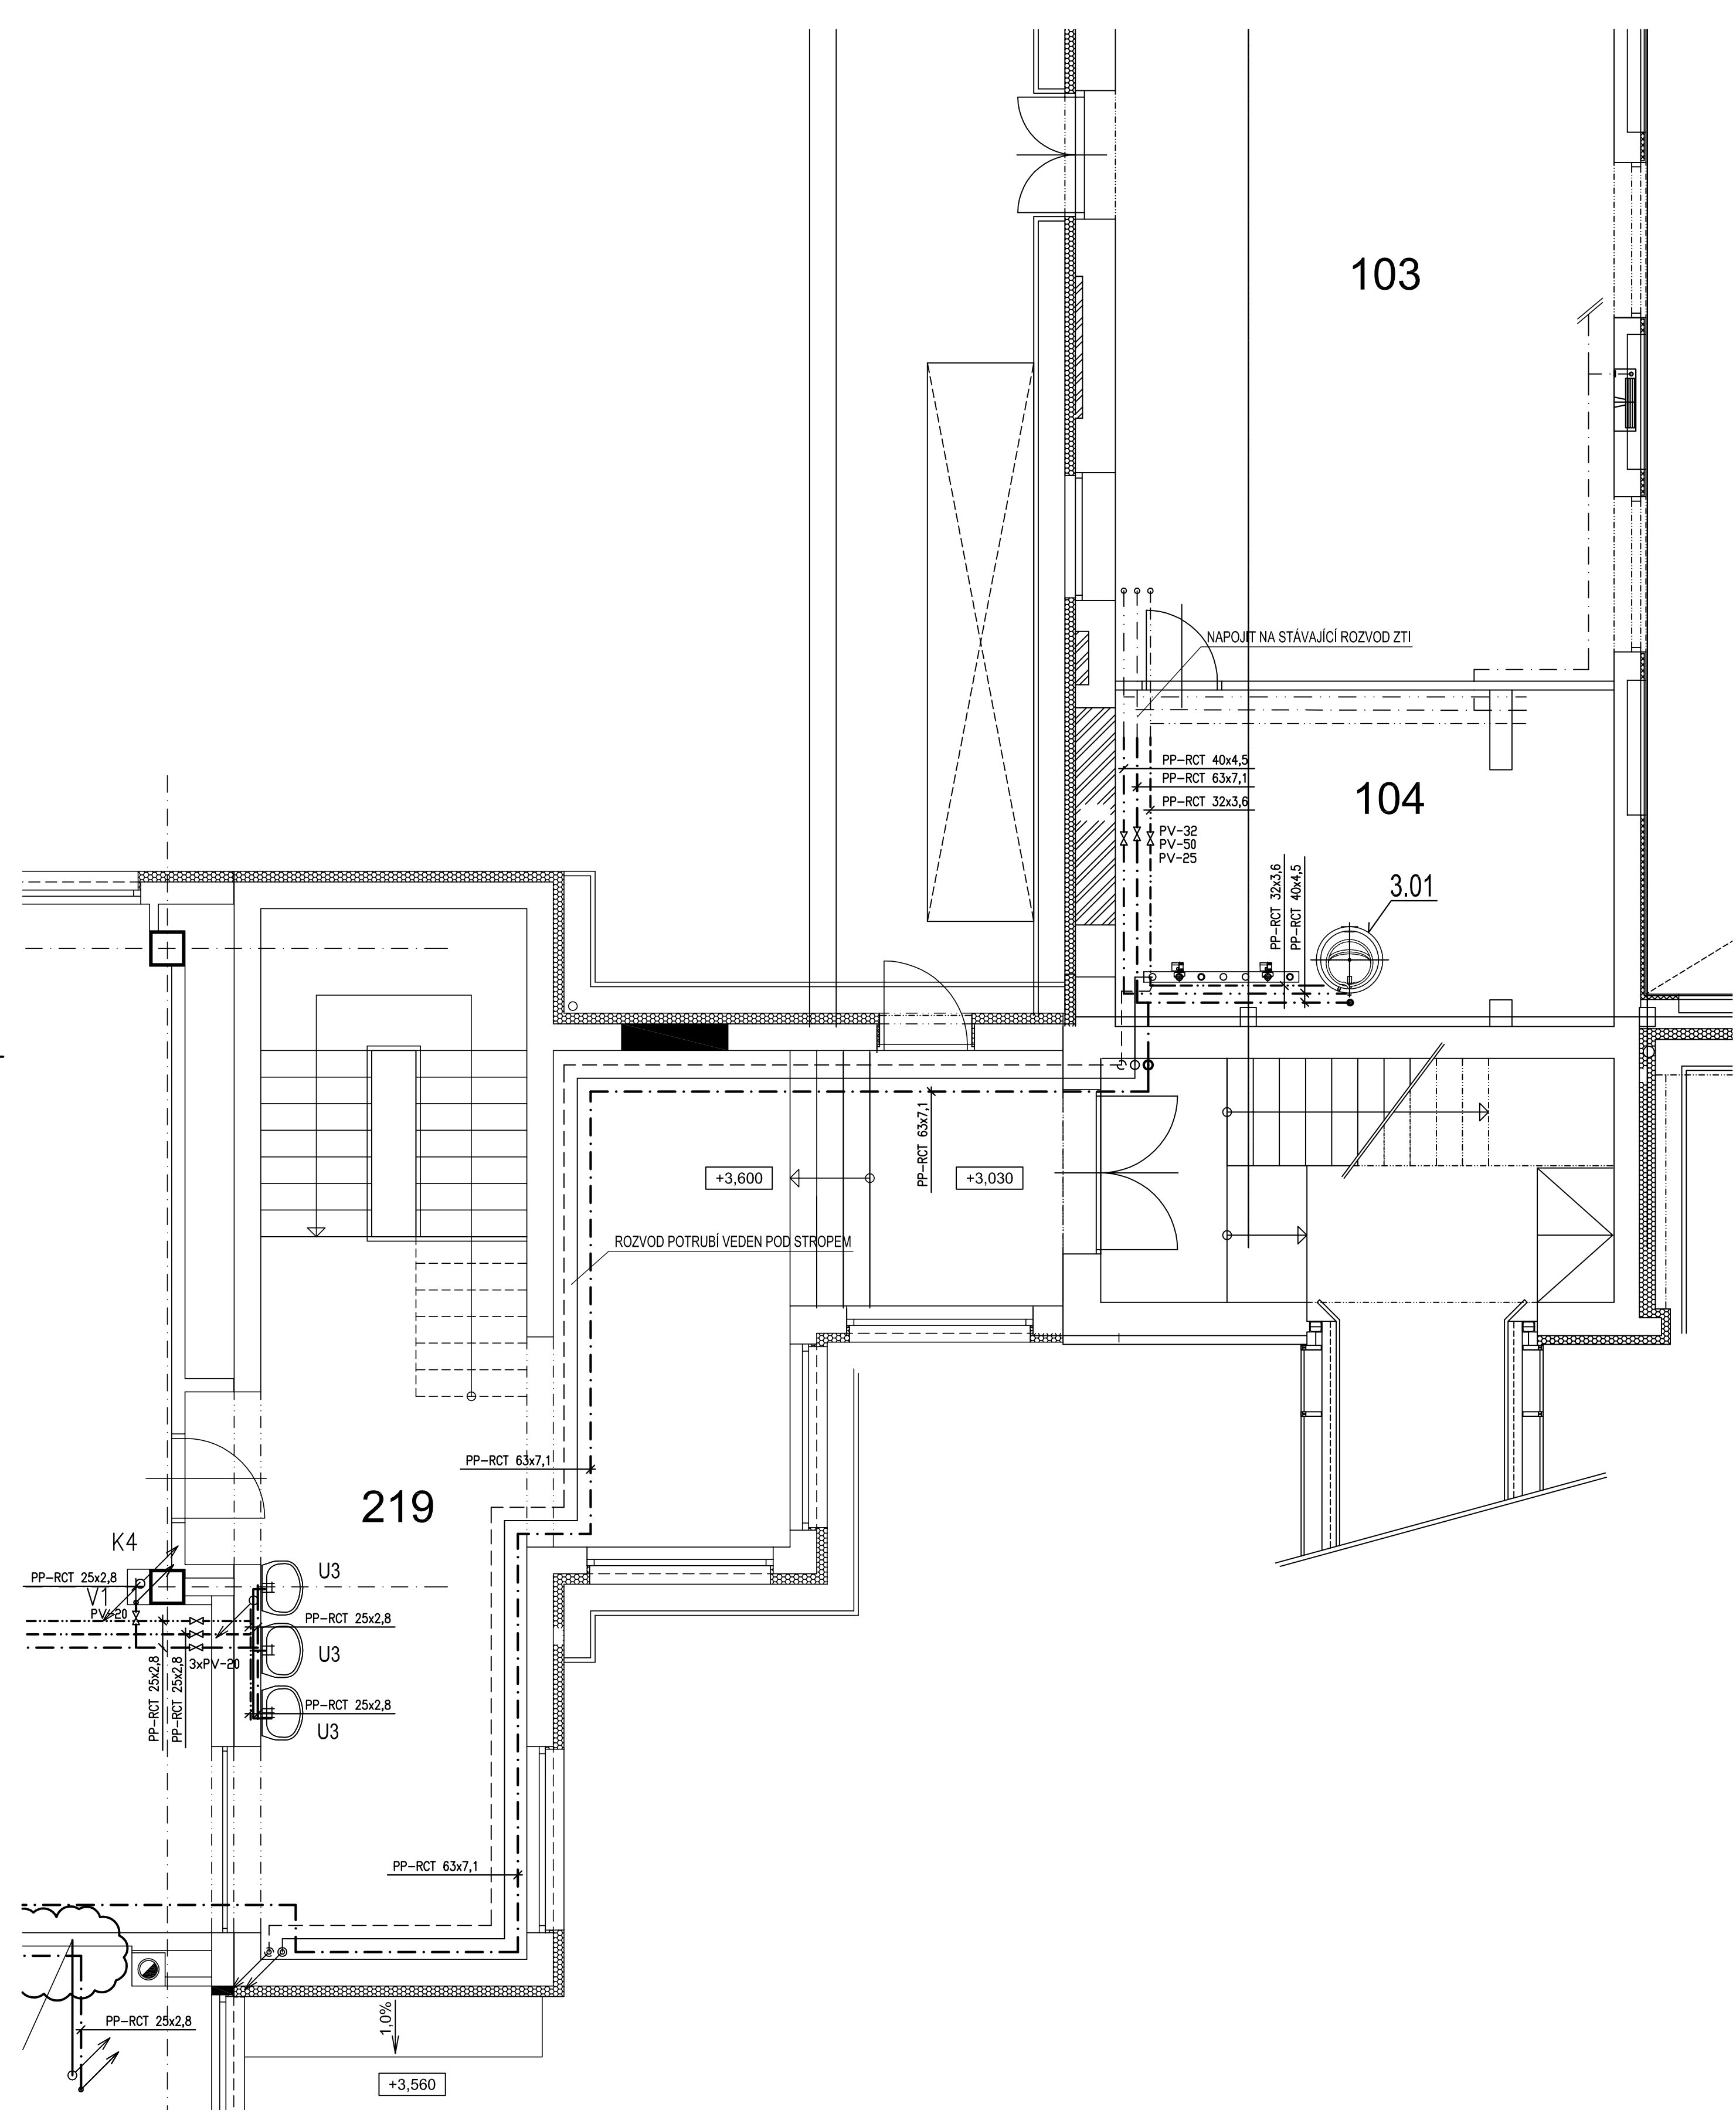 103
NAPOJIT NA STÁVAJÍCÍ ROZVOD ZTI
PP-RCT 40x4,5
PP-RCT 63x7,1
PP-RCT 32x3,6
104
PV-32
PV-50
PV-25
PP-RCT 32x3,6
PP-RCT 40x4,5
3.01
PP-RCT 63x7,1
+3,600
+3,030
ROZVOD POTRUBÍ VEDEN POD STROPEM
PP-RCT 63x7,1
219
K4
U3
PP-RCT 25x2,8
V1
PV-20
PP-RCT 25x2,8
U3
3xPV-20
PP-RCT 25x2,8
PP-RCT 25x2,8
PP-RCT 25x2,8
U3
PP-RCT 63x7,1
PP-RCT 25x2,8
1,0%
+3,560